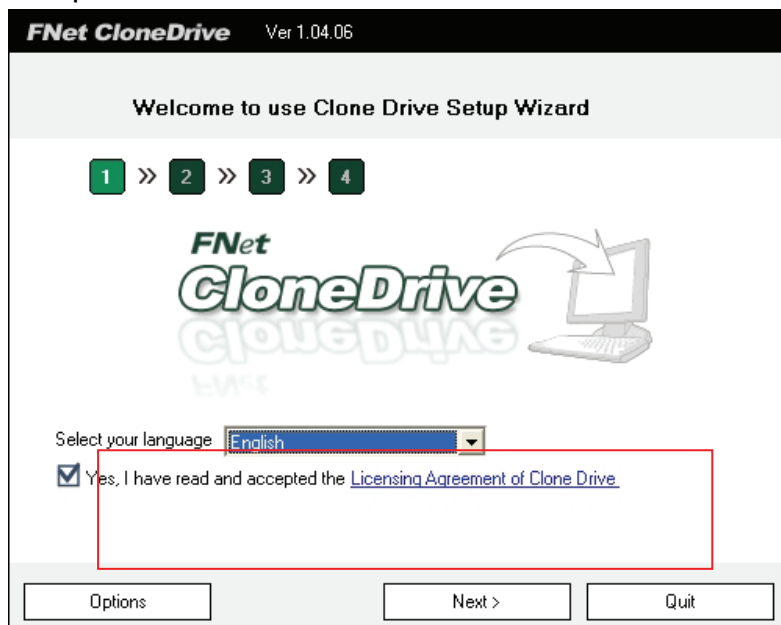 FNet CloneDrive Ver 1.04.06
Welcome to use Clone Drive Setup Wizard
1 » 2 » 3 » 4
FNet
CloneDrive
Select your language English
Yes, I have read and accepted the Licensing Agreement of Clone Drive
Options Next > Quit